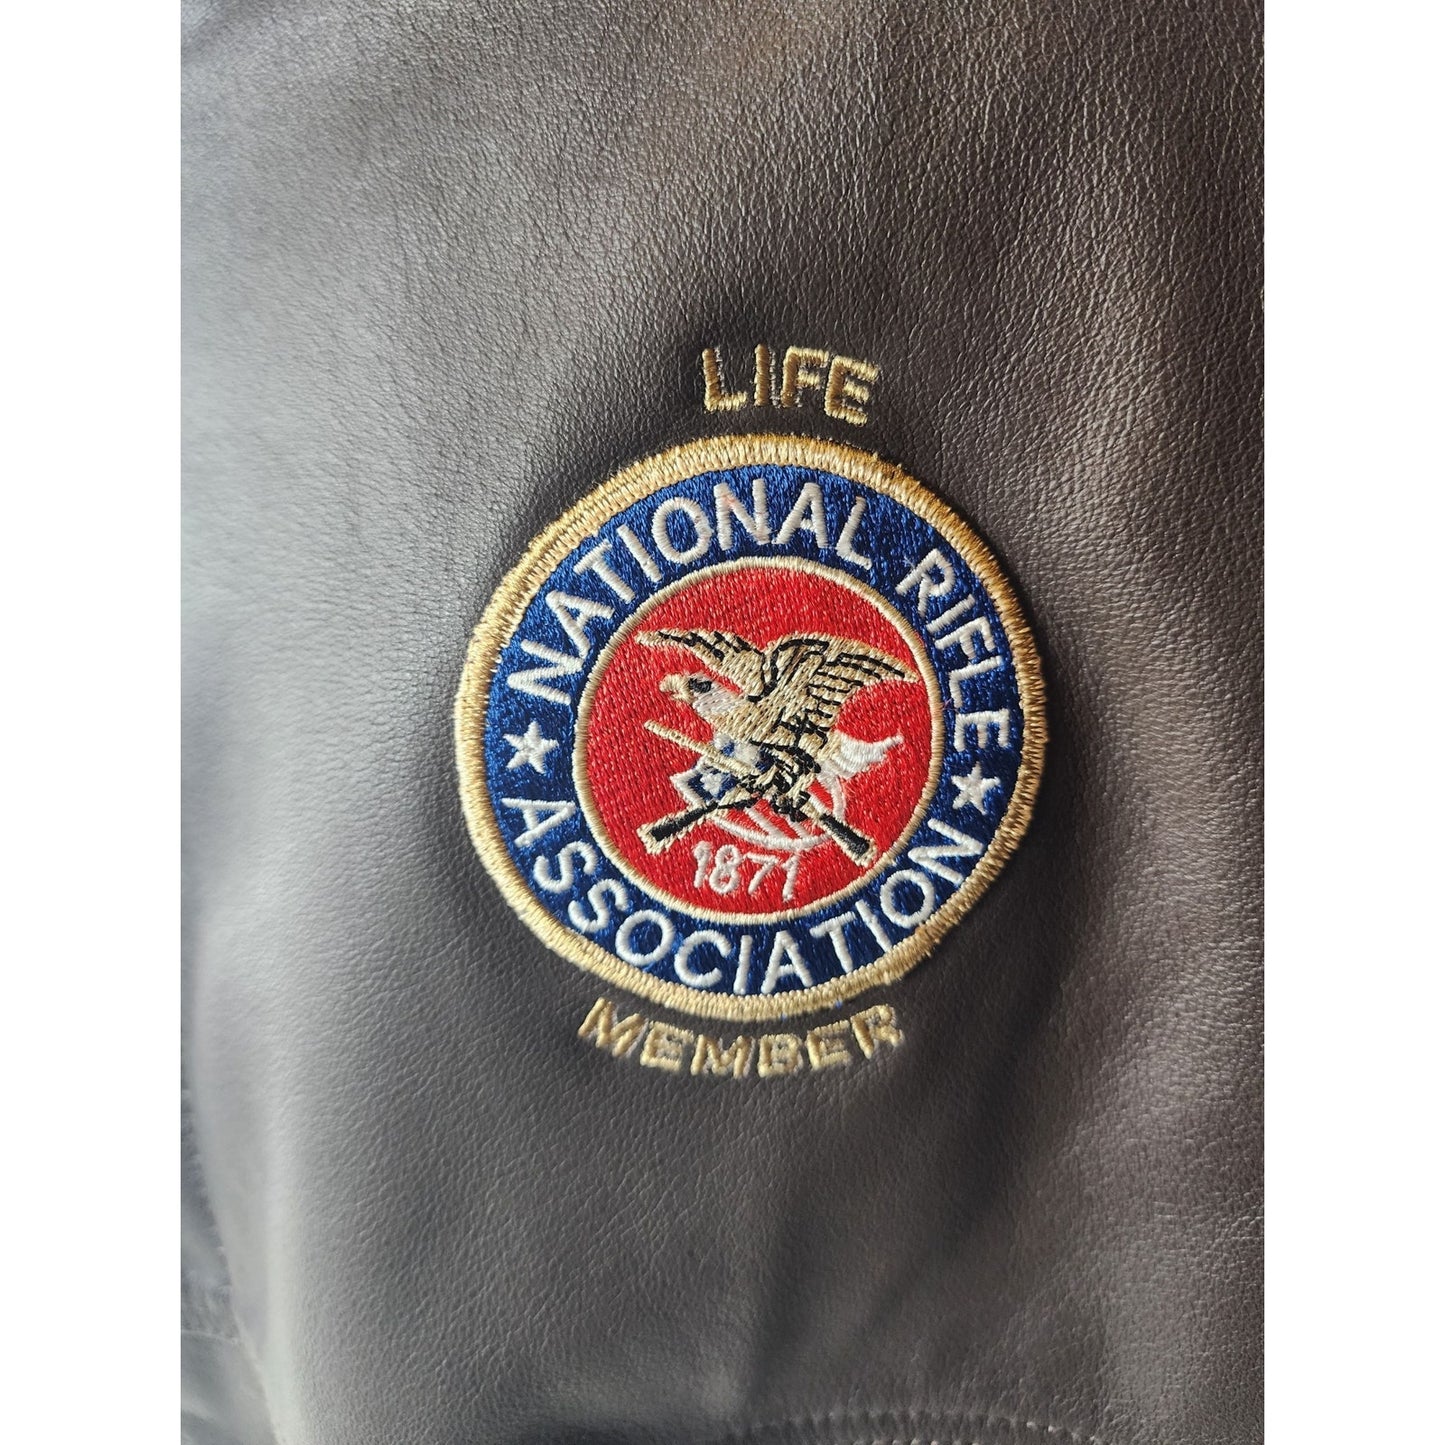 LIFE
NATIONAL RIFLE
ASSOCIATION
1871
MEMBER